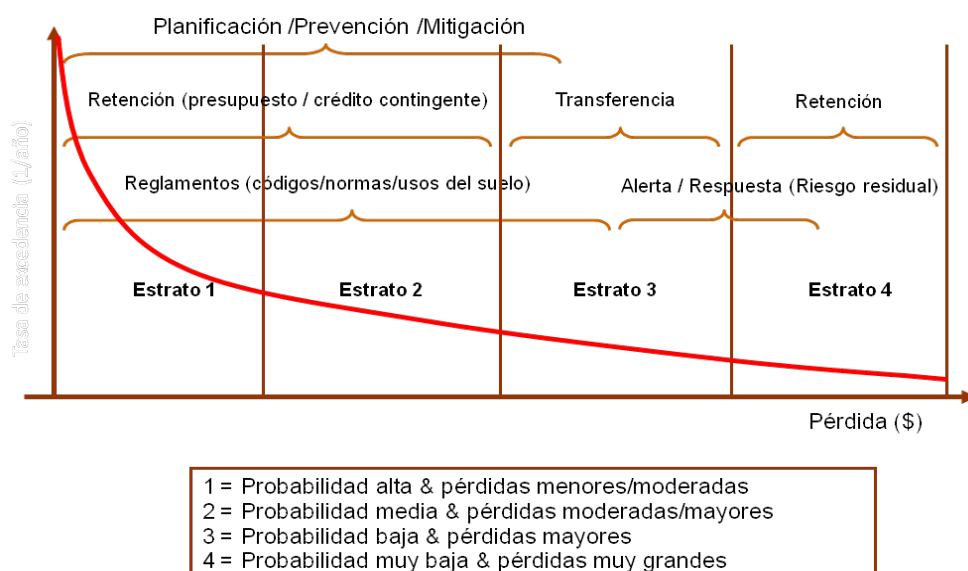 Planificación /Prevención /Mitigación
Retención (presupuesto / crédito contingente)
Transferencia
Retención
Reglamentos (códigos/normas/usos del suelo)
Alerta / Respuesta (Riesgo residual)
Tasa de excedencia (1/año)
Estrato 1
Estrato 2
Estrato 3
Estrato 4
Pérdida ($)
1 = Probabilidad alta & pérdidas menores/moderadas
2 = Probabilidad media & pérdidas moderadas/mayores
3 = Probabilidad baja & pérdidas mayores
4 = Probabilidad muy baja & pérdidas muy grandes